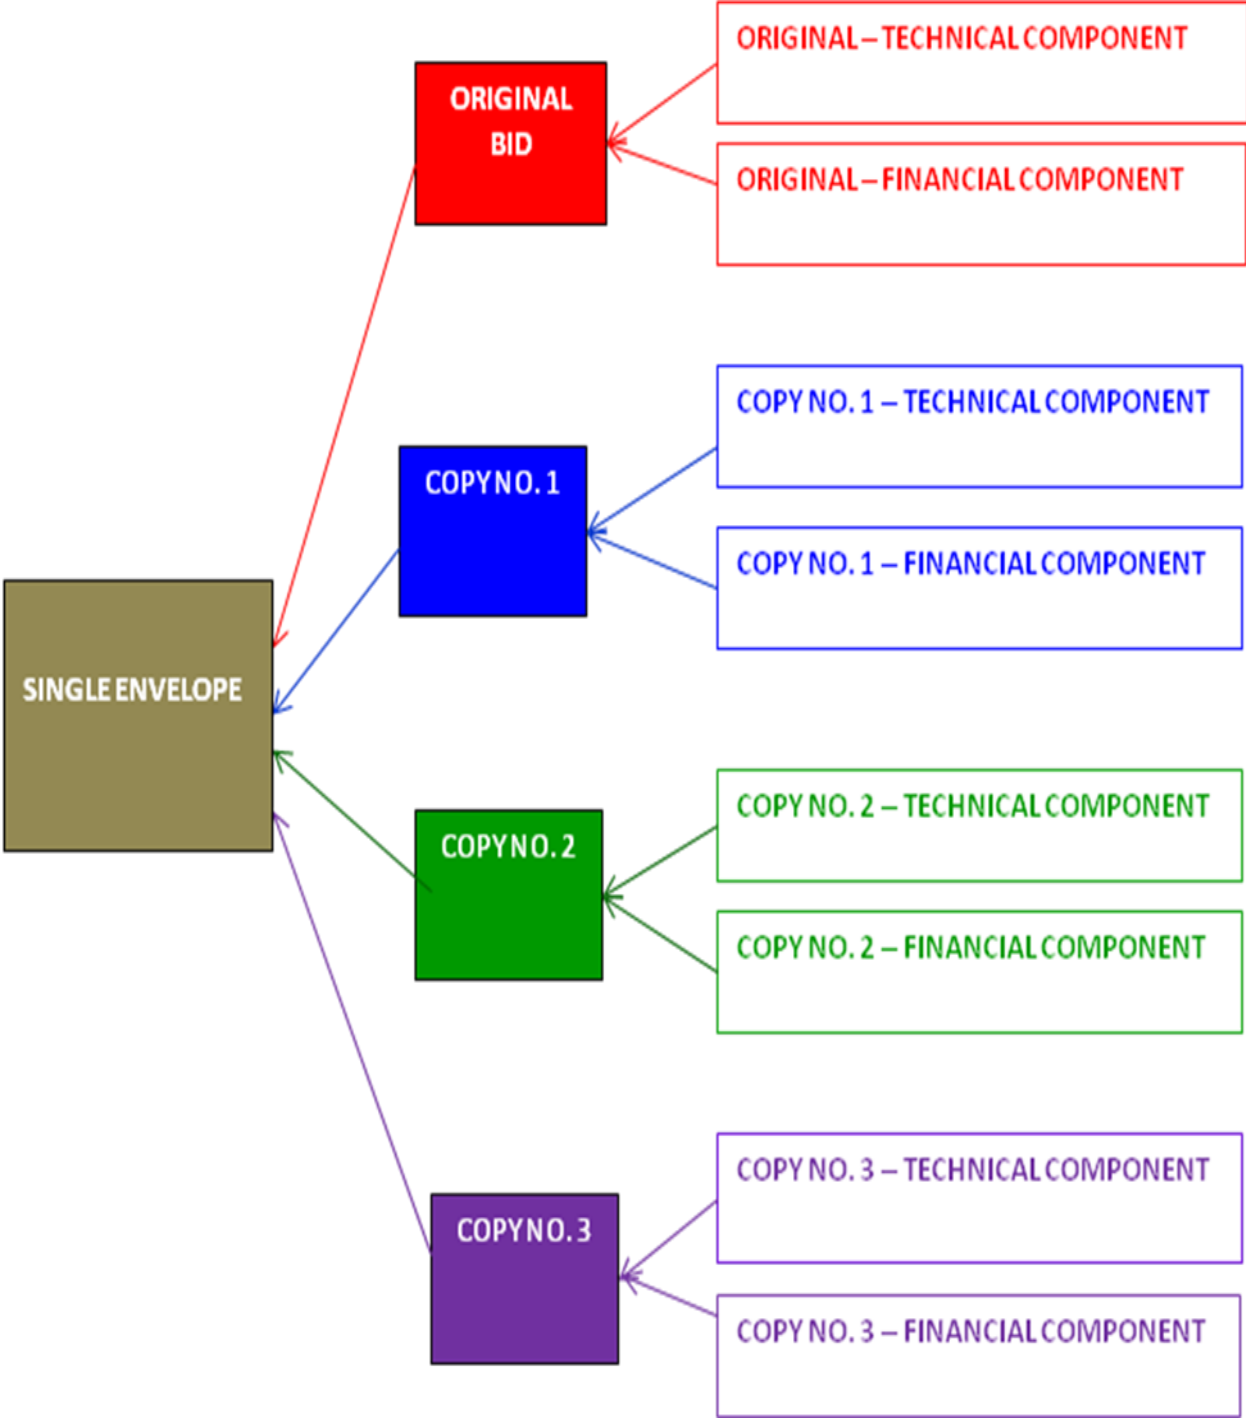 ORIGINAL – TECHNICAL COMPONENT
ORIGINAL
BID
ORIGINAL – FINANCIAL COMPONENT
COPY NO. 1 – TECHNICAL COMPONENT
COPY NO. 1
COPY NO. 1 – FINANCIAL COMPONENT
SINGLE ENVELOPE
COPY NO. 2 – TECHNICAL COMPONENT
COPY NO. 2
COPY NO. 2 – FINANCIAL COMPONENT
COPY NO. 3 – TECHNICAL COMPONENT
COPY NO. 3
COPY NO. 3 – FINANCIAL COMPONENT